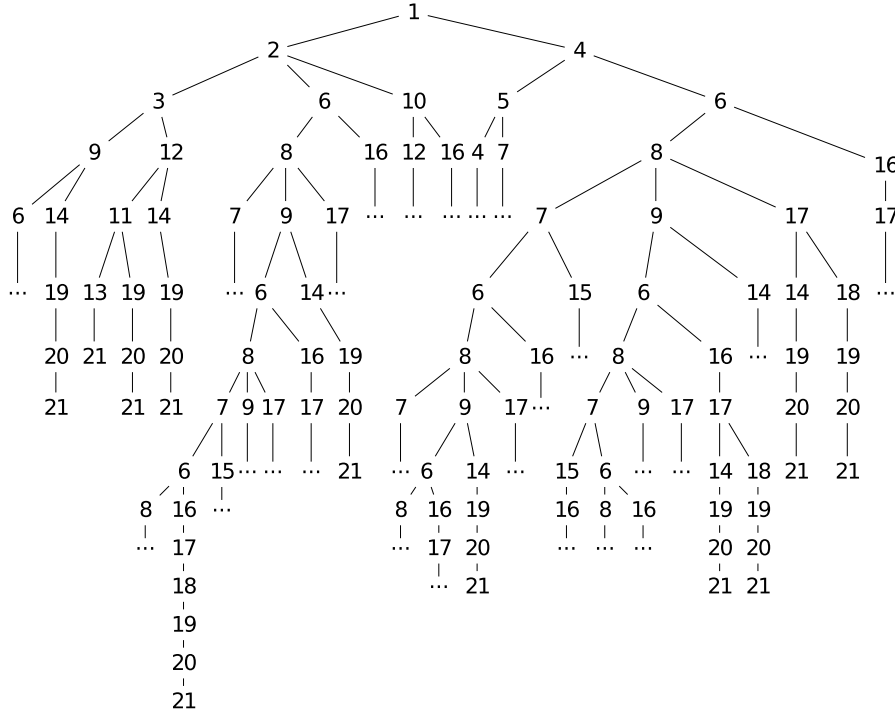 1
2 4
3 6 10 5 6
9 12 8 16 12 16 4 7 8 16
6 14 11 14 7 9 17 ... ... ... ... ... 7 9 17 17
... 19 13 19 19 ... 6 14 ... 6 15 6 14 14 18 ...
20 21 20 20 8 16 19 8 16 ... 8 16 ... 19 19
21 21 21 7 9 17 17 20 7 9 17 ... 7 9 17 17 20 20
6 15 ... ... ... 21 ... 6 14 ... 15 6 ... ... 14 18 21 21
8 16 ... 8 16 19 16 8 16 19 19
... 17 ... 17 20 ... ... ... 20 20
18 ... 21 21 21
19
20
21